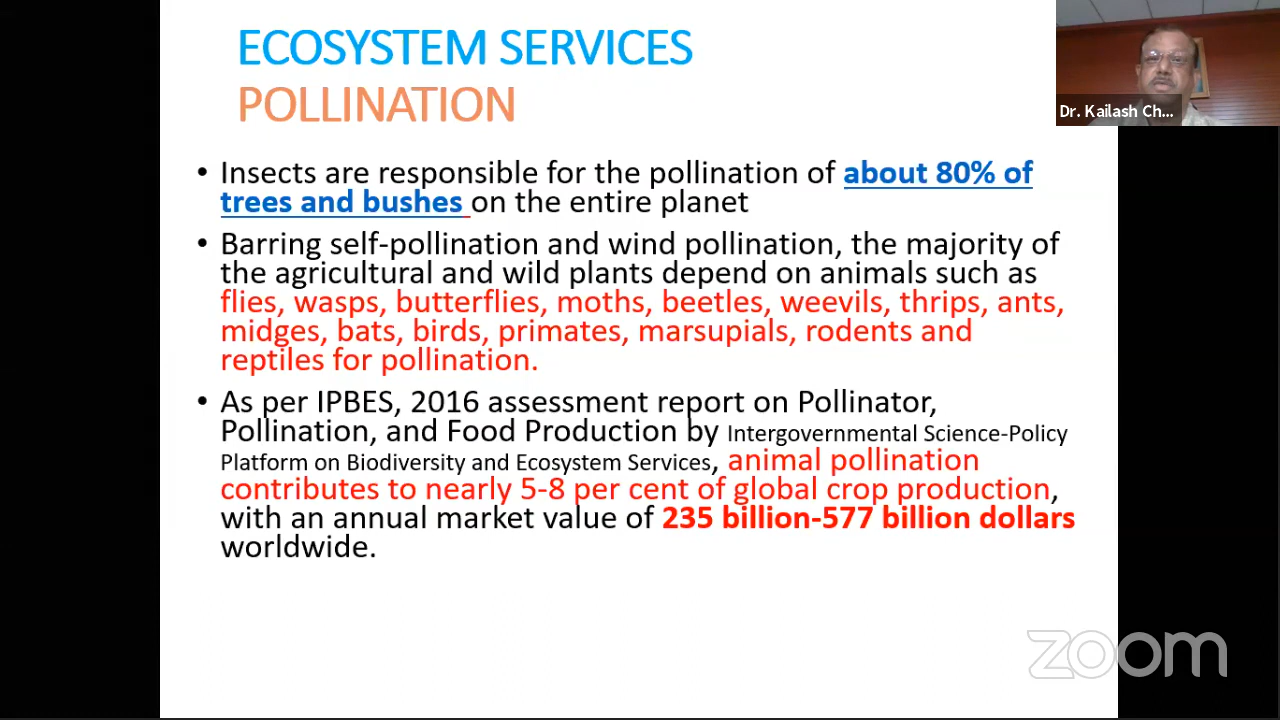 ECOSYSTEM SERVICES
POLLINATION
Dr. Kailash Ch...
• Insects are responsible for the pollination of about 80% of
trees and bushes on the entire planet
• Barring self-pollination and wind pollination, the majority of
the agricultural and wild plants depend on animals such as
flies, wasps, butterflies, moths, beetles, weevils, thrips, ants,
midges, bats, birds, primates, marsupials, rodents and
reptiles for pollination.
• As per IPBES, 2016 assessment report on Pollinator,
Pollination, and Food Production by Intergovernmental Science-Policy
Platform on Biodiversity and Ecosystem Services, animal pollination
contributes to nearly 5-8 per cent of global crop production,
with an annual market value of 235 billion-577 billion dollars
worldwide.
zoom